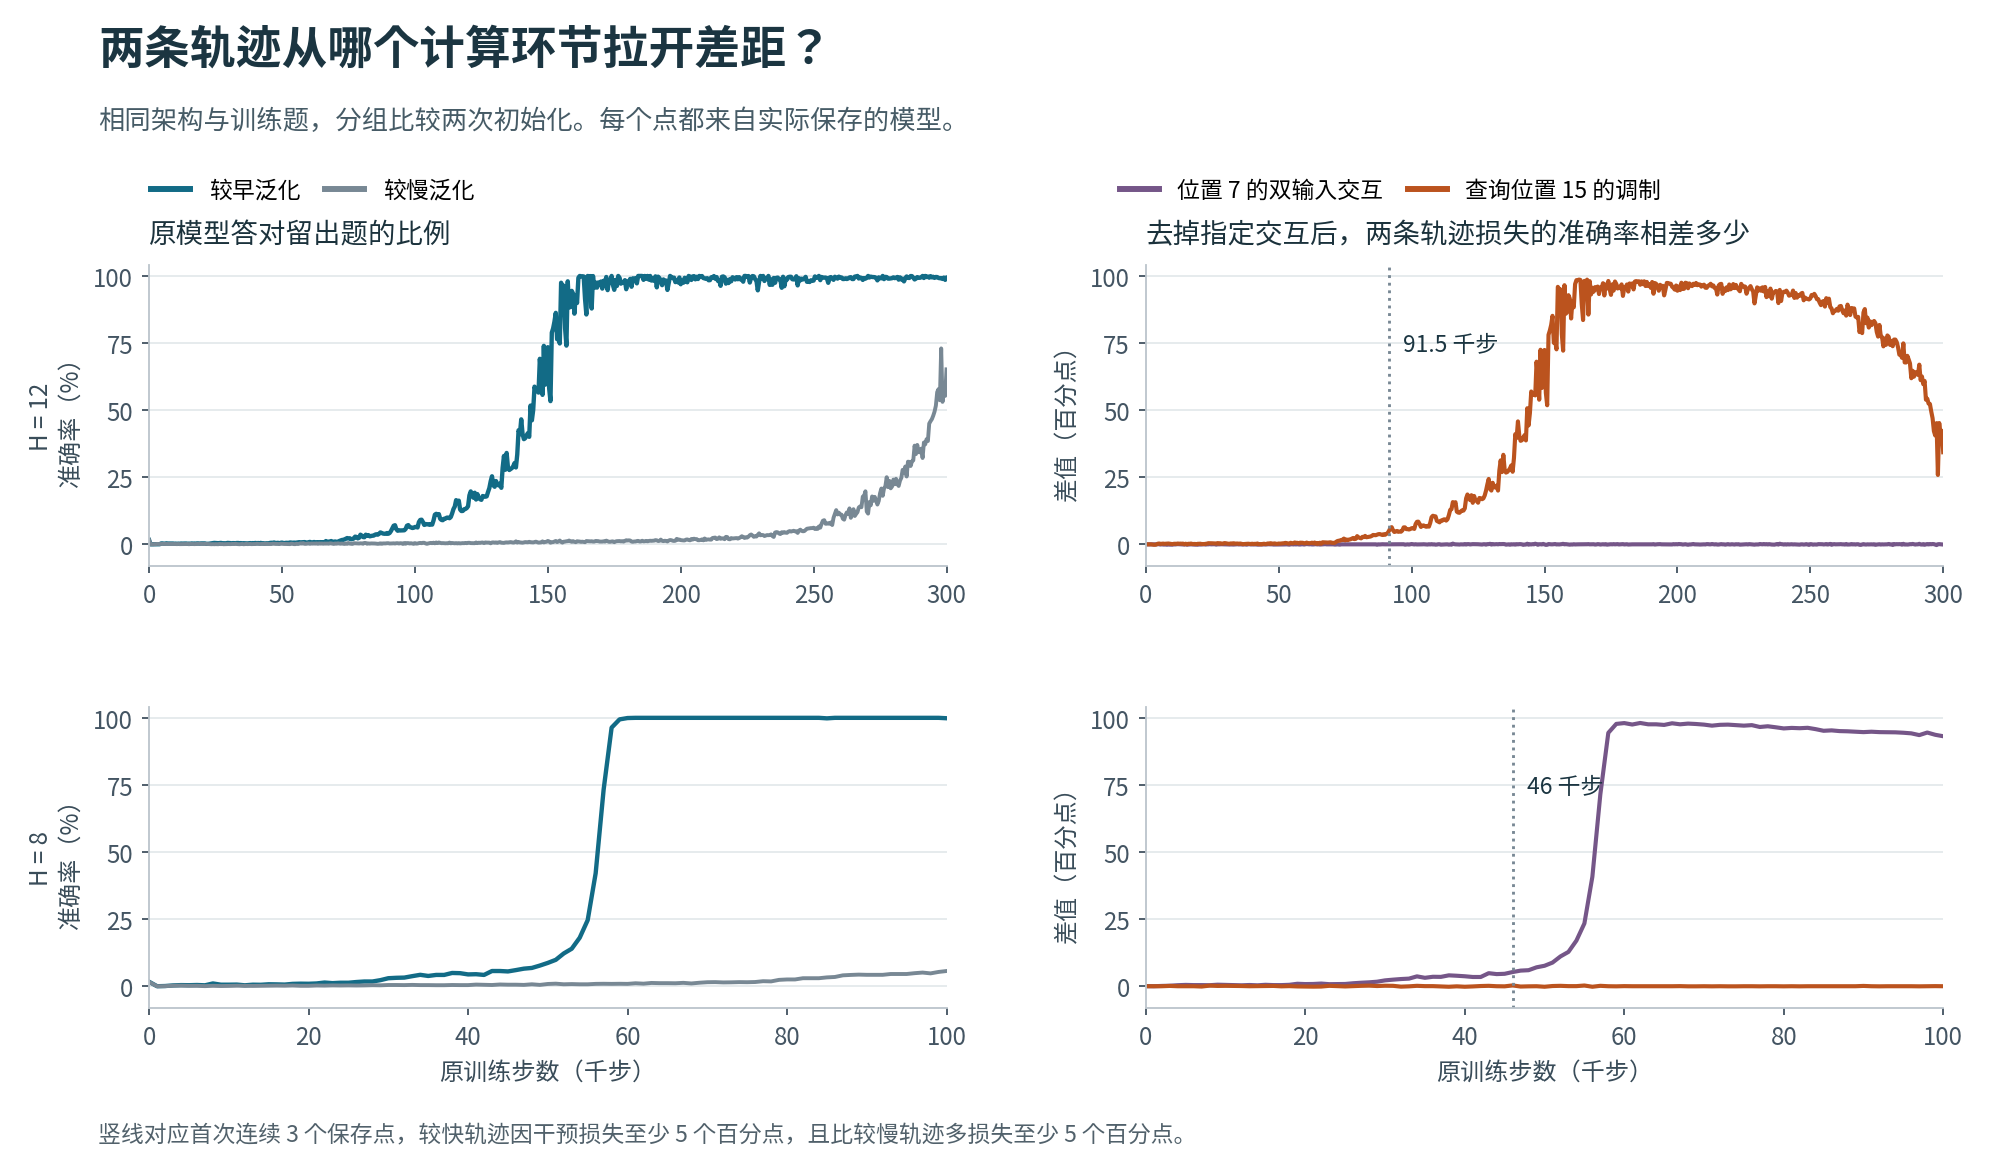 两条轨迹从哪个计算环节拉开差距？
相同架构与训练题，分组比较两次初始化。每个点都来自实际保存的模型。
较早泛化
较慢泛化
原模型答对留出题的比例
H = 12
准确率（%）
100
75
50
25
0
0
50
100
150
200
250
300
位置 7 的双输入交互
查询位置 15 的调制
去掉指定交互后，两条轨迹损失的准确率相差多少
差值（百分点）
100
75
50
25
0
91.5 千步
0
50
100
150
200
250
300
H = 8
准确率（%）
100
75
50
25
0
0
20
40
60
80
100
原训练步数（千步）
差值（百分点）
100
75
50
25
0
46 千步
0
20
40
60
80
100
原训练步数（千步）
竖线对应首次连续 3 个保存点，较快轨迹因干预损失至少 5 个百分点，且比较慢轨迹多损失至少 5 个百分点。